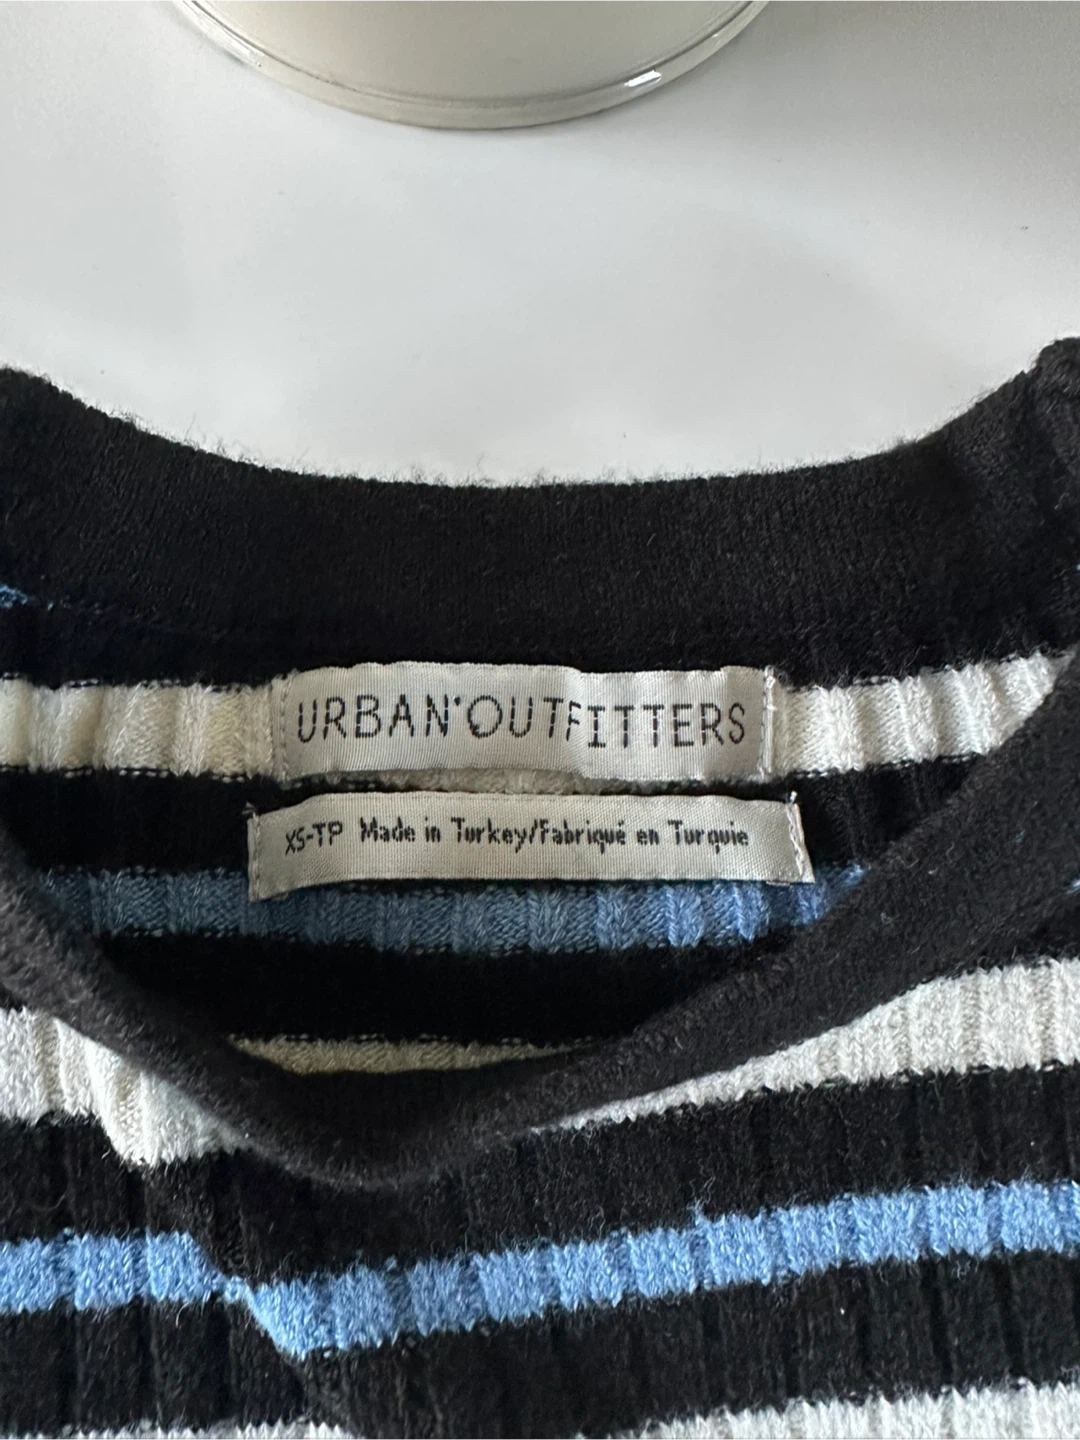 URBAN•OUTFITTERS
XS-TP Made in Turkey/Fabriqué en Turquie